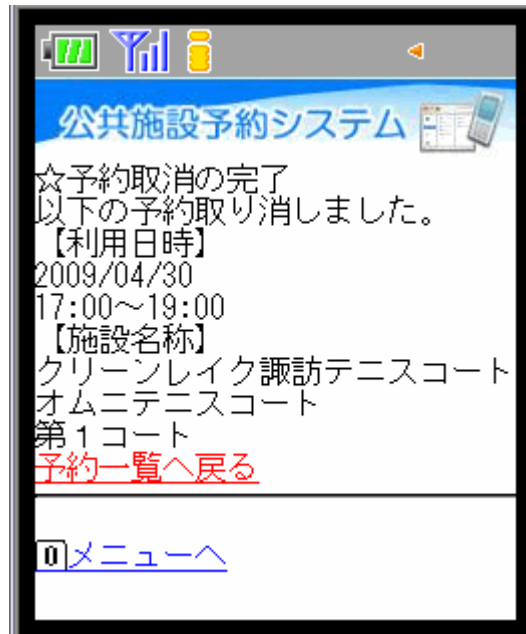 公共施設予約システム
☆予約取消の完了
以下の予約取り消しました。
【利用日時】
2009/04/30
17:00～19:00
【施設名称】
クリーンレイク諏訪テニスコート
オムニテニスコート
第１コート
予約一覧へ戻る
0メニューへ